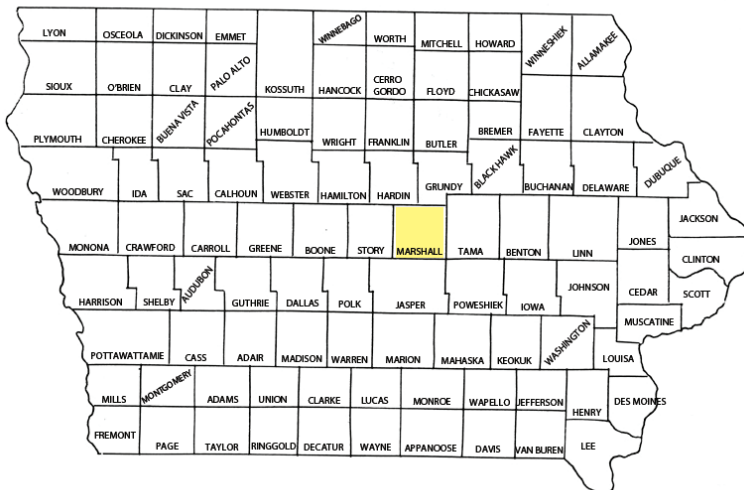 LYON OSCEOLA DICKINSON EMMET WINNEBAGO WORTH MITCHELL HOWARD WINNESHIEK ALLAMAKEE
SIOUX O'BRIEN CLAY PALO ALTO KOSSUTH HANCOCK CERRO GORDO FLOYD CHICKASAW
PLYMOUTH CHEROKEE BUENA VISTA POCAHONTAS HUMBOLDT WRIGHT FRANKLIN BUTLER BREMER FAYETTE CLAYTON
WOODBURY IDA SAC CALHOUN WEBSTER HAMILTON HARDIN GRUNDY BLACK HAWK BUCHANAN DELAWARE DUBUQUE
MONONA CRAWFORD CARROLL GREENE BOONE STORY MARSHALL TAMA BENTON LINN JONES JACKSON
CLINTON
HARRISON SHELBY AUDUBON GUTHRIE DALLAS POLK JASPER POWESHIEK IOWA JOHNSON CEDAR SCOTT
MUSCATINE
POTTAWATTAMIE CASS ADAIR MADISON WARREN MARION MAHASKA KEOKUK WASHINGTON LOUISA
MILLS MONTGOMERY ADAMS UNION CLARKE LUCAS MONROE WAPELLO JEFFERSON HENRY DES MOINES
FREMONT PAGE TAYLOR RINGGOLD DECATUR WAYNE APPANOOSE DAVIS VAN BUREN LEE